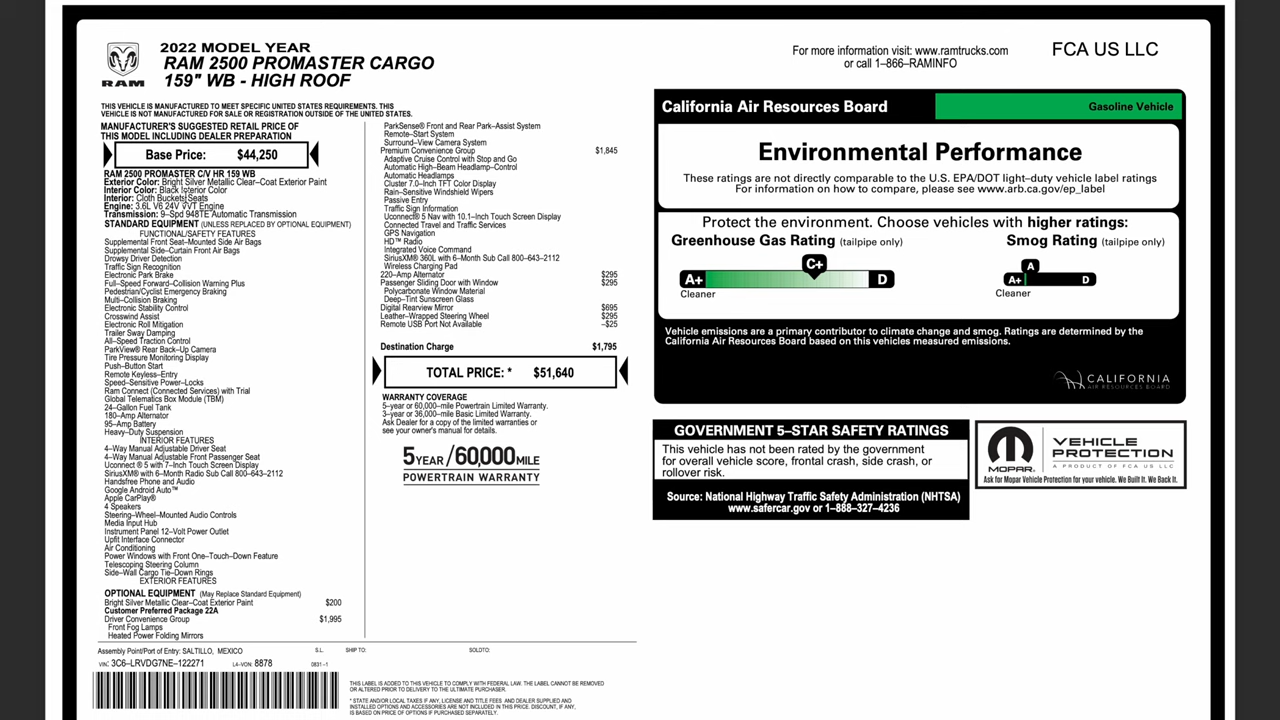 RAM
2022 MODEL YEAR
RAM 2500 PROMASTER CARGO
159" WB - HIGH ROOF
For more information visit: www.ramtrucks.com
or call 1–866–RAMINFO
FCA US LLC
THIS VEHICLE IS MANUFACTURED TO MEET SPECIFIC UNITED STATES REQUIREMENTS. THIS
VEHICLE IS NOT MANUFACTURED FOR SALE OR REGISTRATION OUTSIDE OF THE UNITED STATES.
MANUFACTURER'S SUGGESTED RETAIL PRICE OF
THIS MODEL INCLUDING DEALER PREPARATION
Base Price: $44,250
RAM 2500 PROMASTER C/V HR 159 WB
Exterior Color: Bright Silver Metallic Clear–Coat Exterior Paint
Interior Color: Black Interior Color
Interior: Cloth Bucket Seats
Engine: 3.6L V6 24V VVT Engine
Transmission: 9–Spd 948TE Automatic Transmission
STANDARD EQUIPMENT (UNLESS REPLACED BY OPTIONAL EQUIPMENT)
FUNCTIONAL/SAFETY FEATURES
Supplemental Front Seat–Mounted Side Air Bags
Supplemental Side–Curtain Front Air Bags
Drowsy Driver Detection
Traffic Sign Recognition
Electronic Park Brake
Full–Speed Forward–Collision Warning Plus
Pedestrian/Cyclist Emergency Braking
Multi–Collision Braking
Electronic Stability Control
Crosswind Assist
Electronic Roll Mitigation
Trailer Sway Damping
All–Speed Traction Control
ParkView® Rear Back–Up Camera
Tire Pressure Monitoring Display
Push–Button Start
Remote Keyless–Entry
Speed–Sensitive Power–Locks
Ram Connect (Connected Services) with Trial
Global Telematics Box Module (TBM)
24–Gallon Fuel Tank
180–Amp Alternator
95–Amp Battery
Heavy–Duty Suspension
INTERIOR FEATURES
4–Way Manual Adjustable Driver Seat
4–Way Manual Adjustable Front Passenger Seat
Uconnect ® 5 with 7–Inch Touch Screen Display
SiriusXM® with 6–Month Radio Sub Call 800–643–2112
Handsfree Phone and Audio
Google Android Auto™
Apple CarPlay®
4 Speakers
Steering–Wheel–Mounted Audio Controls
Media Input Hub
Instrument Panel 12–Volt Power Outlet
Upfit Interface Connector
Air Conditioning
Power Windows with Front One–Touch–Down Feature
Telescoping Steering Column
Side–Wall Cargo Tie–Down Rings
EXTERIOR FEATURES
OPTIONAL EQUIPMENT (May Replace Standard Equipment)
Bright Silver Metallic Clear–Coat Exterior Paint $200
Customer Preferred Package 22A
Driver Convenience Group $1,995
Front Fog Lamps
Heated Power Folding Mirrors
ParkSense® Front and Rear Park–Assist System
Remote–Start System
Surround–View Camera System
Premium Convenience Group $1,845
Adaptive Cruise Control with Stop and Go
Automatic High–Beam Headlamp–Control
Automatic Headlamps
Cluster 7.0–Inch TFT Color Display
Rain–Sensitive Windshield Wipers
Passive Entry
Traffic Sign Information
Uconnect® 5 Nav with 10.1–Inch Touch Screen Display
Connected Travel and Traffic Services
GPS Navigation
HD™ Radio
Integrated Voice Command
SiriusXM® 360L with 6–Month Sub Call 800–643–2112
Wireless Charging Pad
220–Amp Alternator $295
Passenger Sliding Door with Window $295
Polycarbonate Window Material
Deep–Tint Sunscreen Glass
Digital Rearview Mirror $695
Leather–Wrapped Steering Wheel $295
Remote USB Port Not Available –$25
Destination Charge $1,795
TOTAL PRICE: * $51,640
WARRANTY COVERAGE
5–year or 60,000–mile Powertrain Limited Warranty.
3–year or 36,000–mile Basic Limited Warranty.
Ask Dealer for a copy of the limited warranties or
see your owner's manual for details.
5 YEAR /60,000 MILE
POWERTRAIN WARRANTY
California Air Resources Board
Gasoline Vehicle
Environmental Performance
These ratings are not directly comparable to the U.S. EPA/DOT light–duty vehicle label ratings
For information on how to compare, please see www.arb.ca.gov/ep_label
Protect the environment. Choose vehicles with higher ratings:
Greenhouse Gas Rating (tailpipe only)
C+
A+ D
Cleaner
Smog Rating (tailpipe only)
A
A+ D
Cleaner
Vehicle emissions are a primary contributor to climate change and smog. Ratings are determined by the
California Air Resources Board based on this vehicles measured emissions.
CALIFORNIA
AIR RESOURCES BOARD
GOVERNMENT 5–STAR SAFETY RATINGS
This vehicle has not been rated by the government
for overall vehicle score, frontal crash, side crash, or
rollover risk.
Source: National Highway Traffic Safety Administration (NHTSA)
www.safercar.gov or 1–888–327–4236
MOPAR
VEHICLE
PROTECTION
A PRODUCT OF FCA US LLC
Ask for Mopar Vehicle Protection for your vehicle. We Built It. We Back It.
Assembly Point/Port of Entry: SALTILLO, MEXICO
S.L. SHIP TO: SOLDTO:
VIN: 3C6–LRVDG7NE–122271 L4–VON: 8878 0831 –1
THIS LABEL IS ADDED TO THIS VEHICLE TO COMPLY WITH FEDERAL LAW. THE LABEL CANNOT BE REMOVED
OR ALTERED PRIOR TO DELIVERY TO THE ULTIMATE PURCHASER.
* STATE AND/OR LOCAL TAXES IF ANY, LICENSE AND TITLE FEES AND DEALER SUPPLIED AND
INSTALLED OPTIONS AND ACCESSORIES ARE NOT INCLUDED IN THIS PRICE. DISCOUNT, IF ANY,
IS BASED ON PRICE OF OPTIONS IF PURCHASED SEPARATELY.